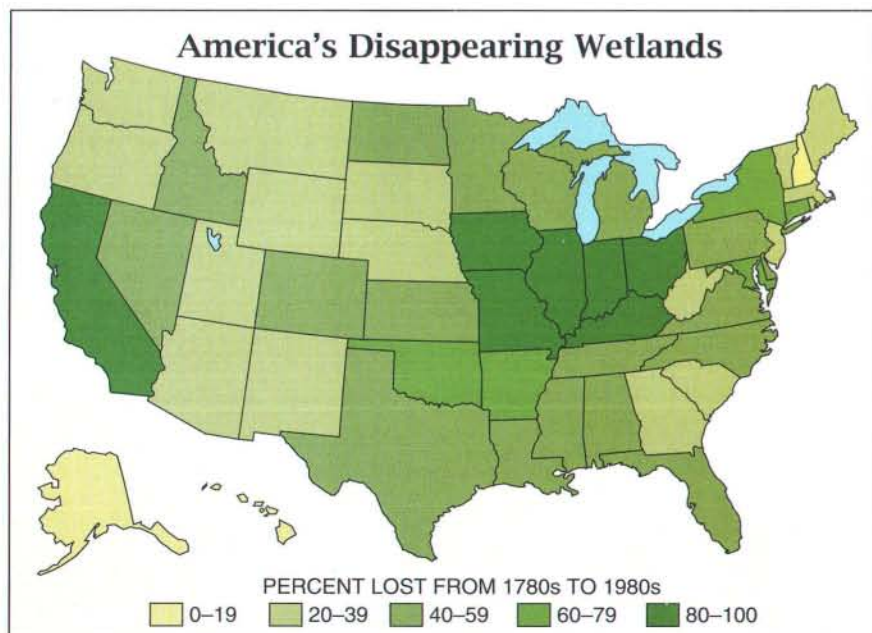 America's Disappearing Wetlands
PERCENT LOST FROM 1780s TO 1980s
0–19 20–39 40–59 60–79 80–100